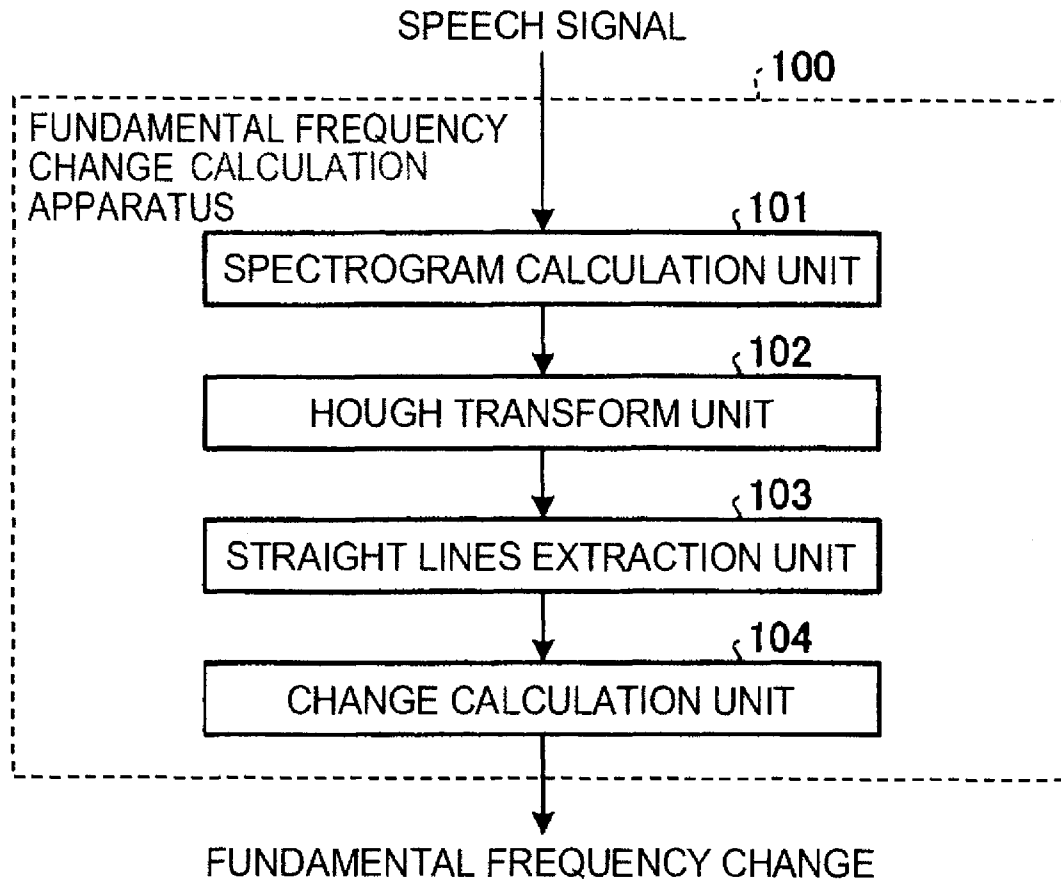 SPEECH SIGNAL
100
FUNDAMENTAL FREQUENCY
CHANGE CALCULATION
APPARATUS
101
SPECTROGRAM CALCULATION UNIT
102
HOUGH TRANSFORM UNIT
103
STRAIGHT LINES EXTRACTION UNIT
104
CHANGE CALCULATION UNIT
FUNDAMENTAL FREQUENCY CHANGE